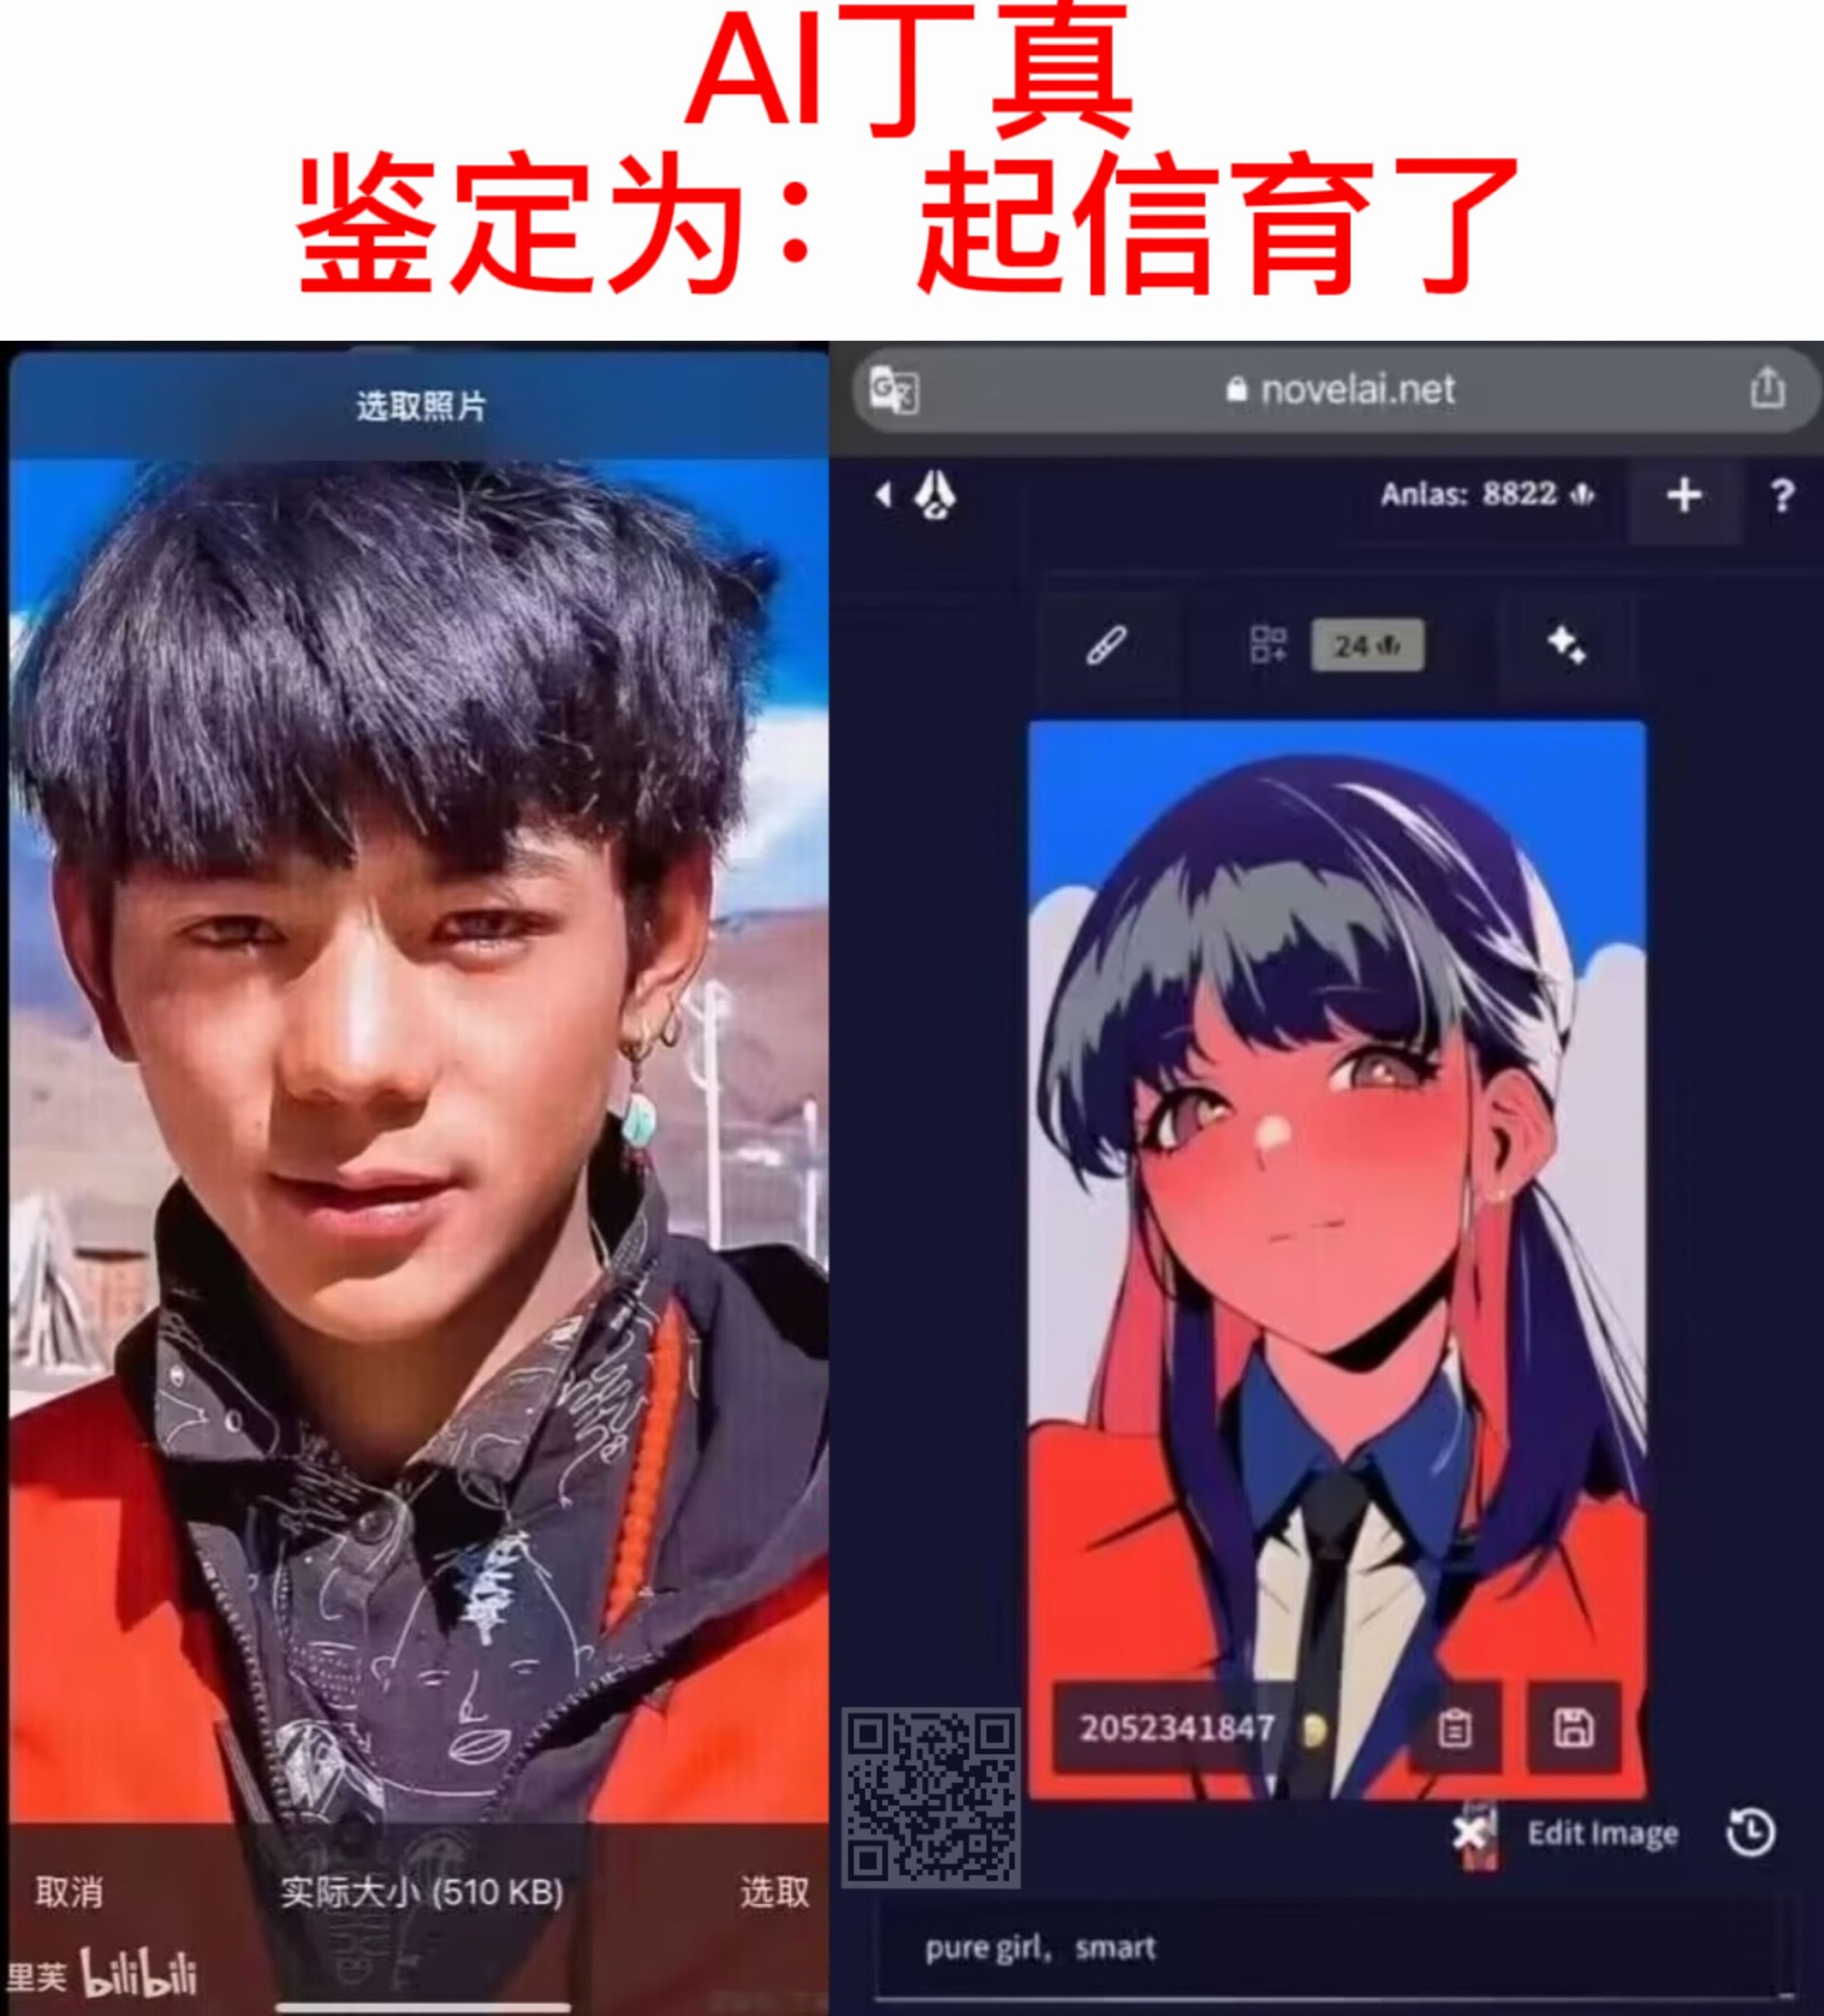 AI丁真
鉴定为：起信育了
选取照片
取消
实际大小 (510 KB)
选取
里芙 bilibili
novelai.net
Anlas: 8822
24
2052341847
Edit Image
pure girl， smart